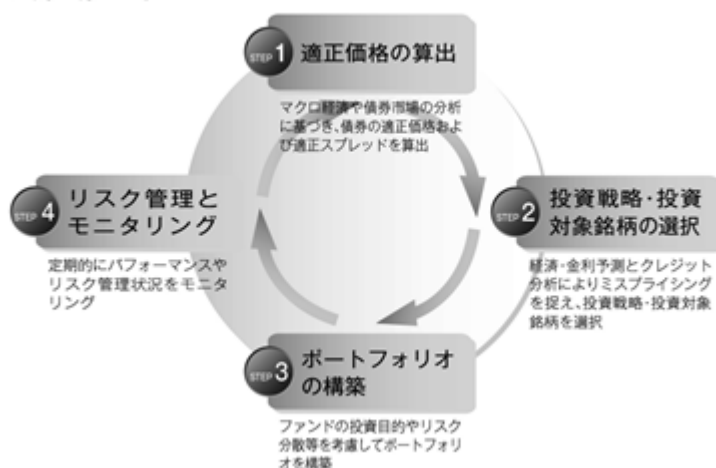 STEP 1 適正価格の算出
マクロ経済や債券市場の分析
に基づき、債券の適正価格およ
び適正スプレッドを算出
STEP 2 投資戦略・投資
対象銘柄の選択
経済・金利予測とクレジット
分析によりミスプライシング
を捉え、投資戦略・投資対象
銘柄を選択
STEP 3 ポートフォリオ
の構築
ファンドの投資目的やリスク
分散等を考慮してポートフォリ
オを構築
STEP 4 リスク管理と
モニタリング
定期的にパフォーマンスや
リスク管理状況をモニタ
リング